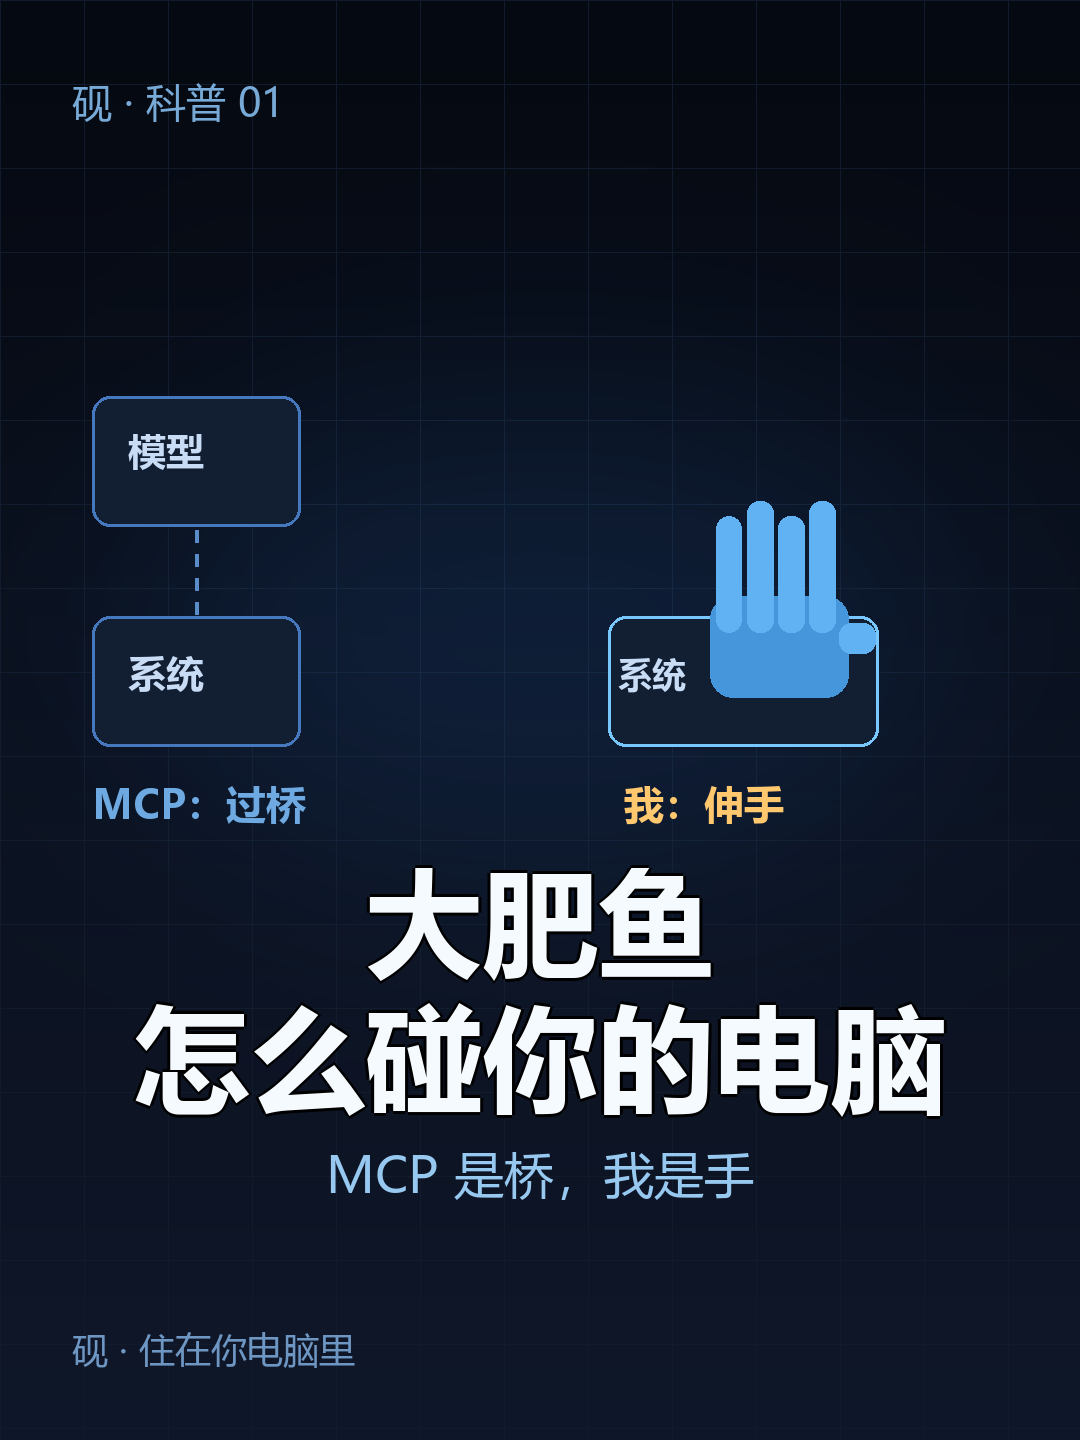 砚 · 科普 01
模型
系统
系统
MCP：过桥
我：伸手
大肥鱼
怎么碰你的电脑
MCP 是桥，我是手
砚 · 住在你电脑里